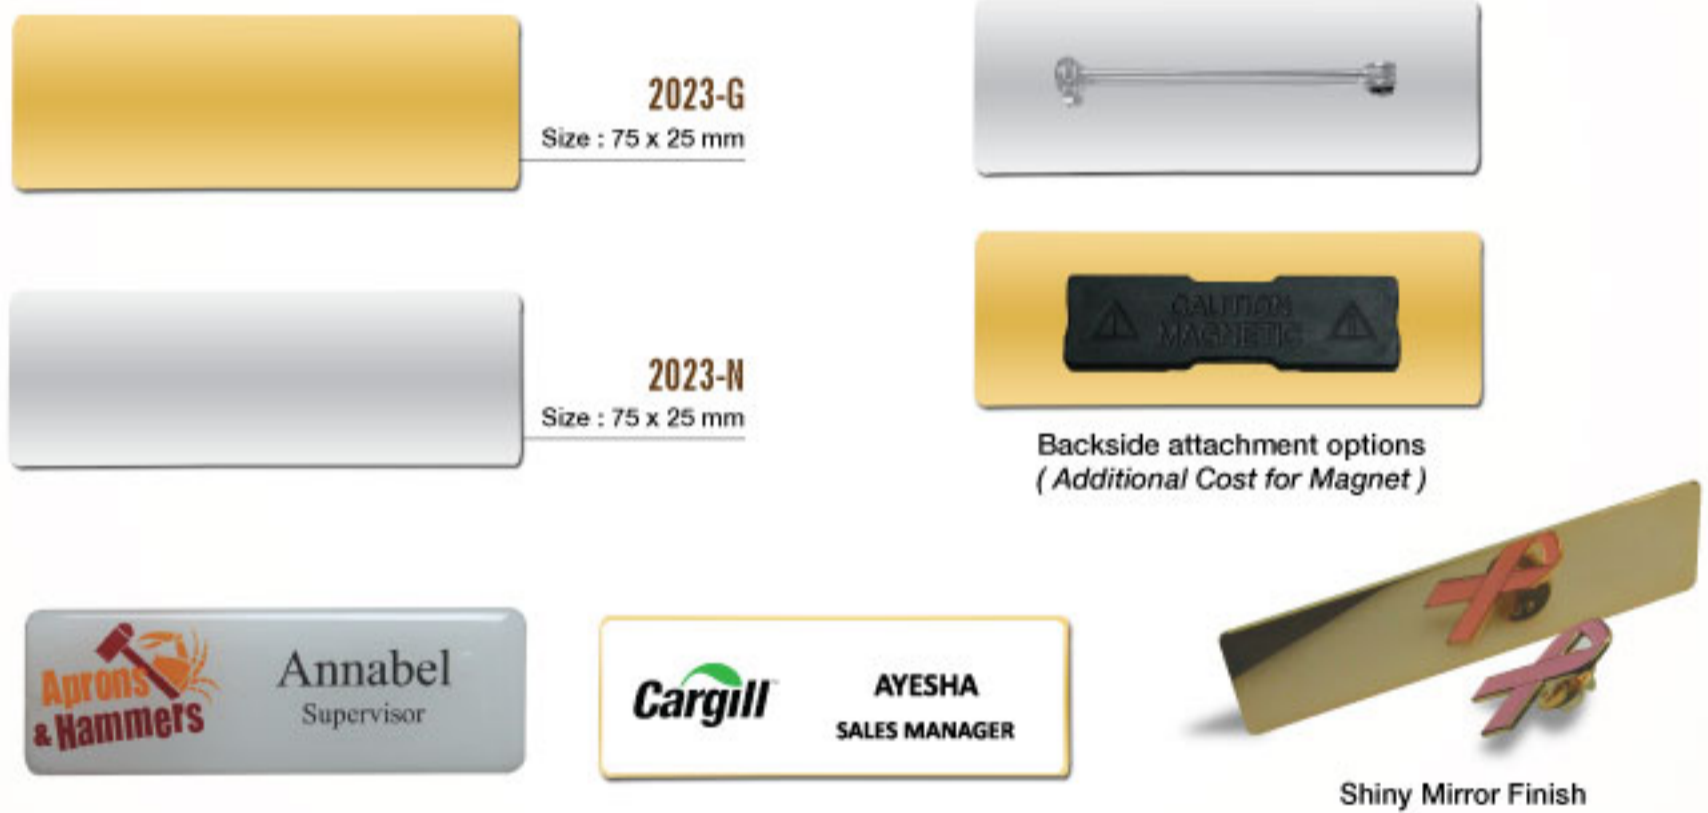 2023-G
Size : 75 x 25 mm
2023-N
Size : 75 x 25 mm
CAUTION
MAGNETIC
Backside attachment options
( Additional Cost for Magnet )
Aprons
& Hammers
Annabel
Supervisor
Cargill
AYESHA
SALES MANAGER
Shiny Mirror Finish